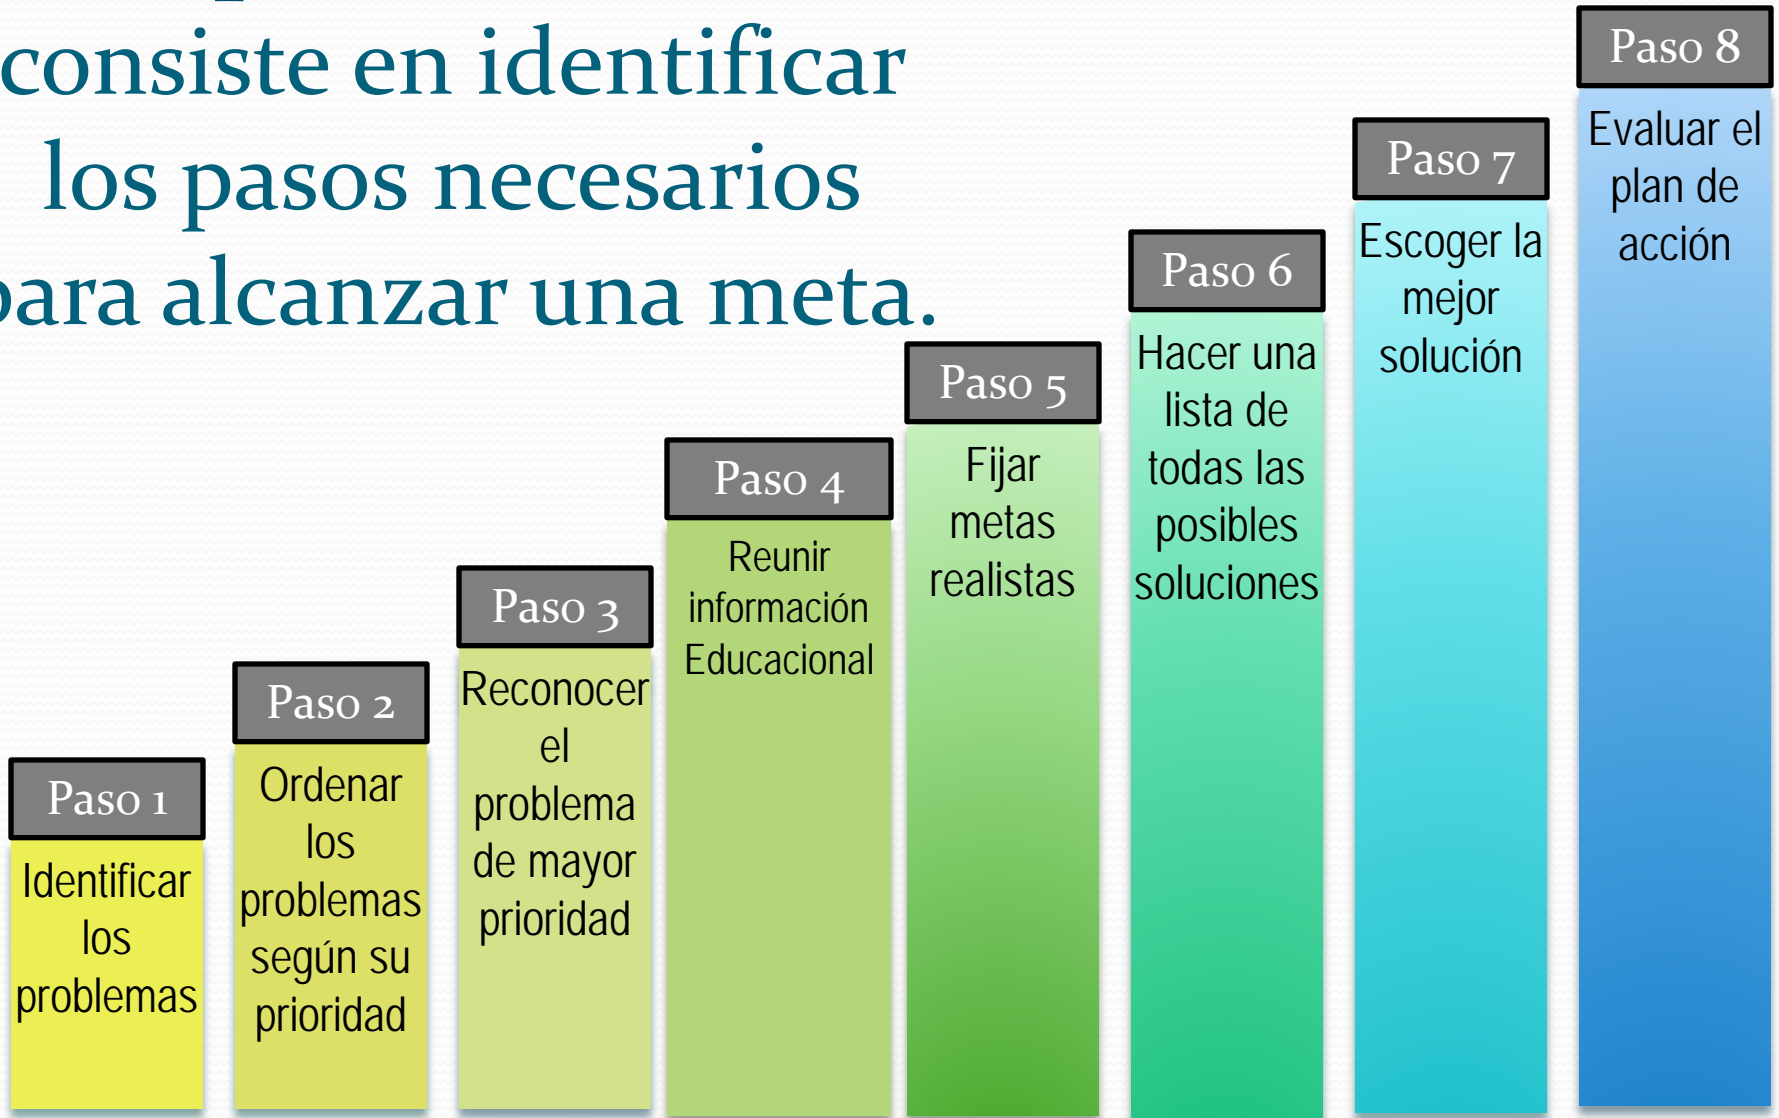 consiste en identificar
los pasos necesarios
para alcanzar una meta.
Paso 1
Identificar
los
problemas
Paso 2
Ordenar
los
problemas
según su
prioridad
Paso 3
Reconocer
el
problema
de mayor
prioridad
Paso 4
Reunir
información
Educacional
Paso 5
Fijar
metas
realistas
Paso 6
Hacer una
lista de
todas las
posibles
soluciones
Paso 7
Escoger la
mejor
solución
Paso 8
Evaluar el
plan de
acción